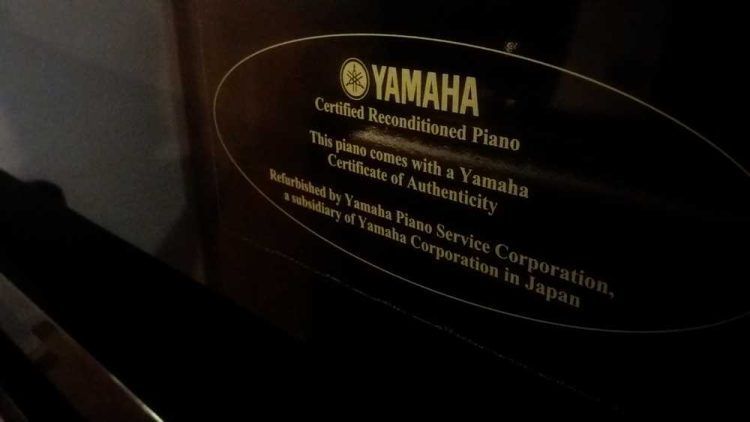 YAMAHA
Certified Reconditioned Piano
This piano comes with a Yamaha
Certificate of Authenticity
Refurbished by Yamaha Piano Service Corporation,
a subsidiary of Yamaha Corporation in Japan